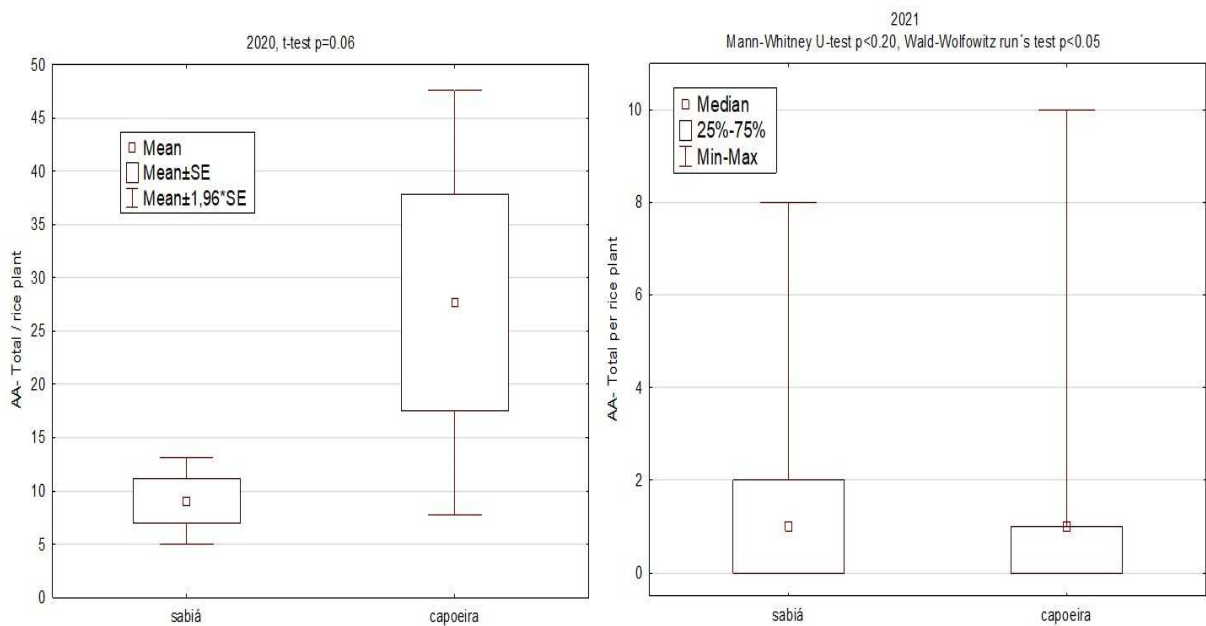 2020, t-test p=0.06
AA- Total / rice plant
50
45
40
35
30
25
20
15
10
5
0
Mean
Mean±SE
Mean±1,96*SE
sabiá
capoeira
2021
Mann-Whitney U-test p<0.20, Wald-Wolfowitz run´s test p<0.05
AA- Total per rice plant
10
8
6
4
2
0
Median
25%-75%
Min-Max
sabiá
capoeira